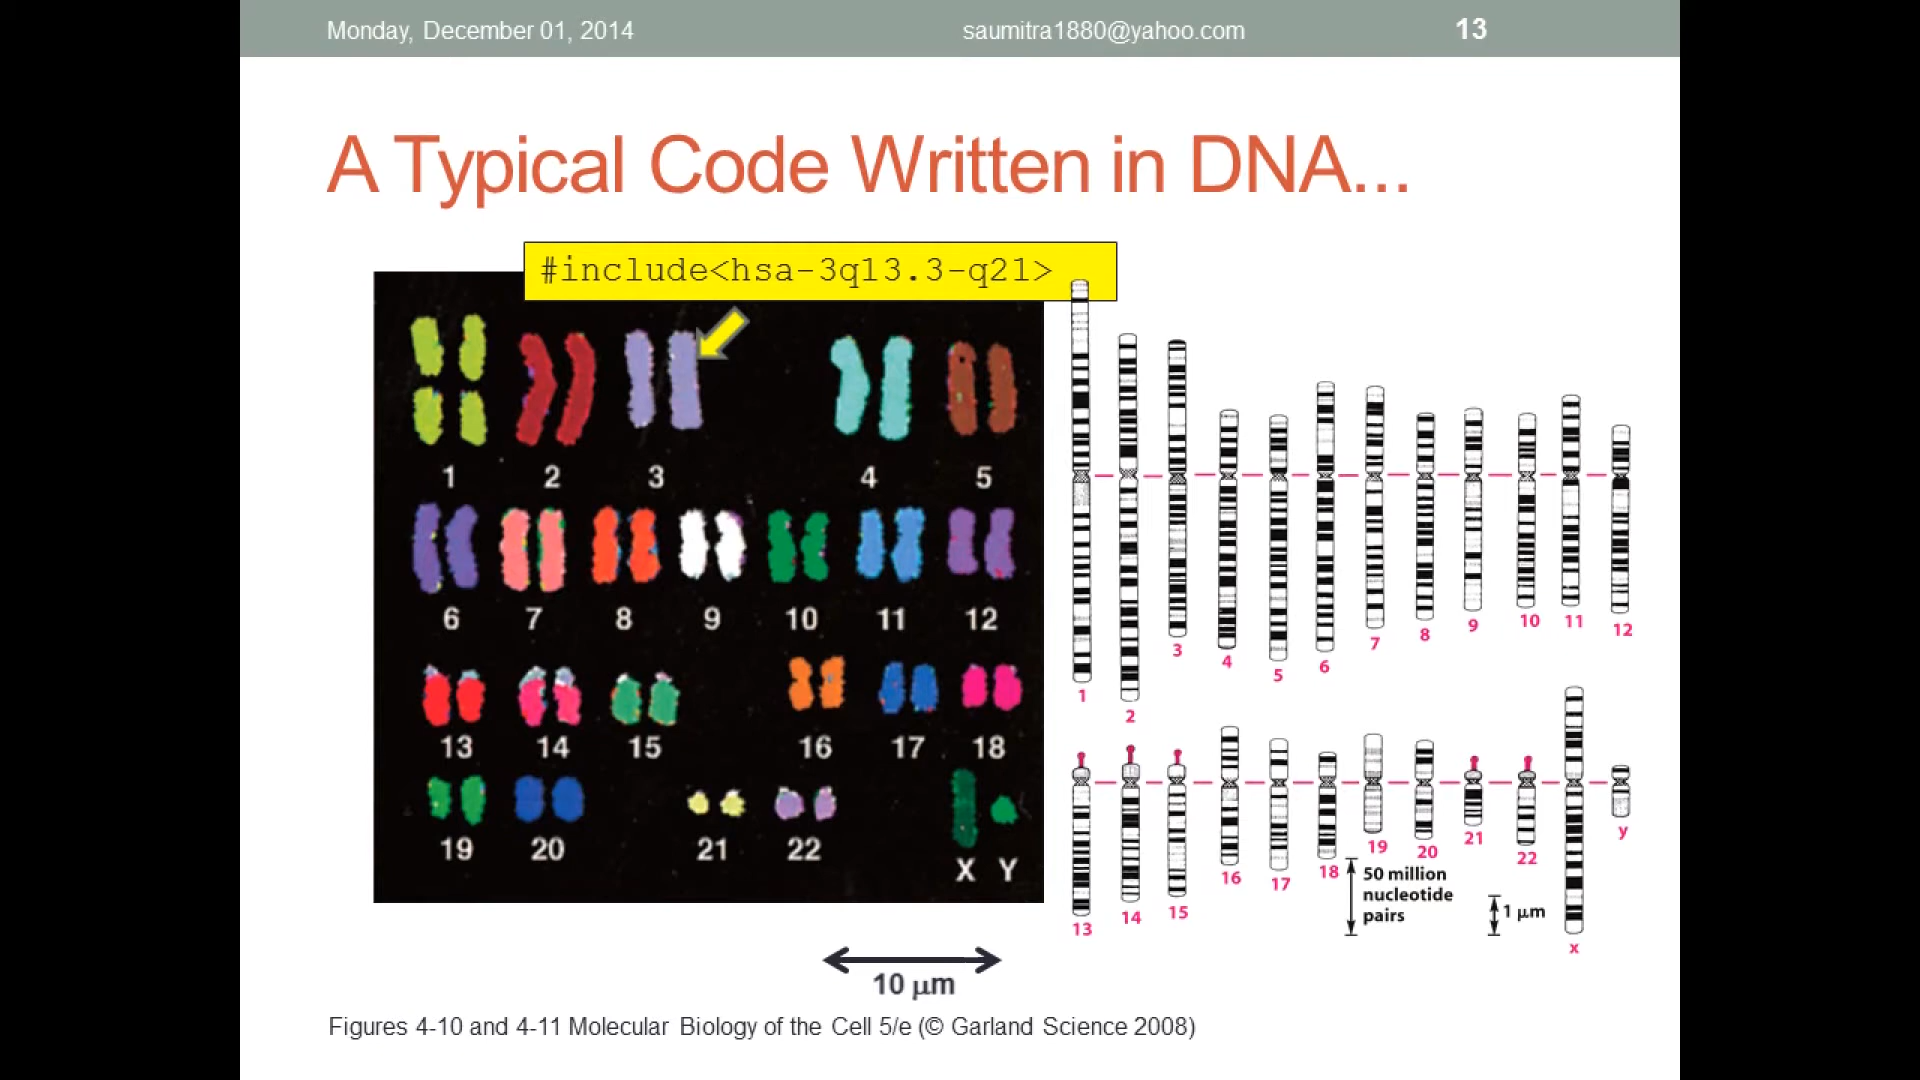 Monday, December 01, 2014 saumitra1880@yahoo.com 13
A Typical Code Written in DNA...
#include<hsa-3q13.3-q21>
1 2 3 4 5
6 7 8 9 10 11 12
13 14 15 16 17 18
19 20 21 22 X Y
1 2 3 4 5 6 7 8 9 10 11 12
13 14 15 16 17 18 19 20 21 22 x y
50 million
nucleotide
pairs
1 µm
10 µm
Figures 4-10 and 4-11 Molecular Biology of the Cell 5/e (© Garland Science 2008)